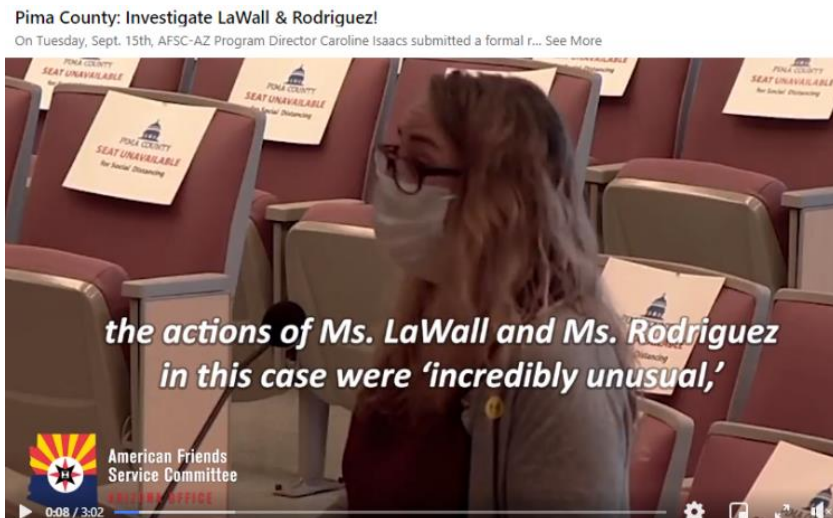 Pima County: Investigate LaWall & Rodriguez!
On Tuesday, Sept. 15th, AFSC-AZ Program Director Caroline Isaacs submitted a formal r... See More
PIMA COUNTY
SEAT UNAVAILABLE
PIMA COUNTY
SEAT UNAVAILABLE
for Social Distancing
PIMA COUNTY
SEAT UNAVAILABLE
for Social Distancing
PIMA COUNTY
SEAT UNAVAILABLE
for Social Distancing
Distancing
the actions of Ms. LaWall and Ms. Rodriguez
in this case were ‘incredibly unusual,’
American Friends
Service Committee
ARIZONA OFFICE
0:08 / 3:02